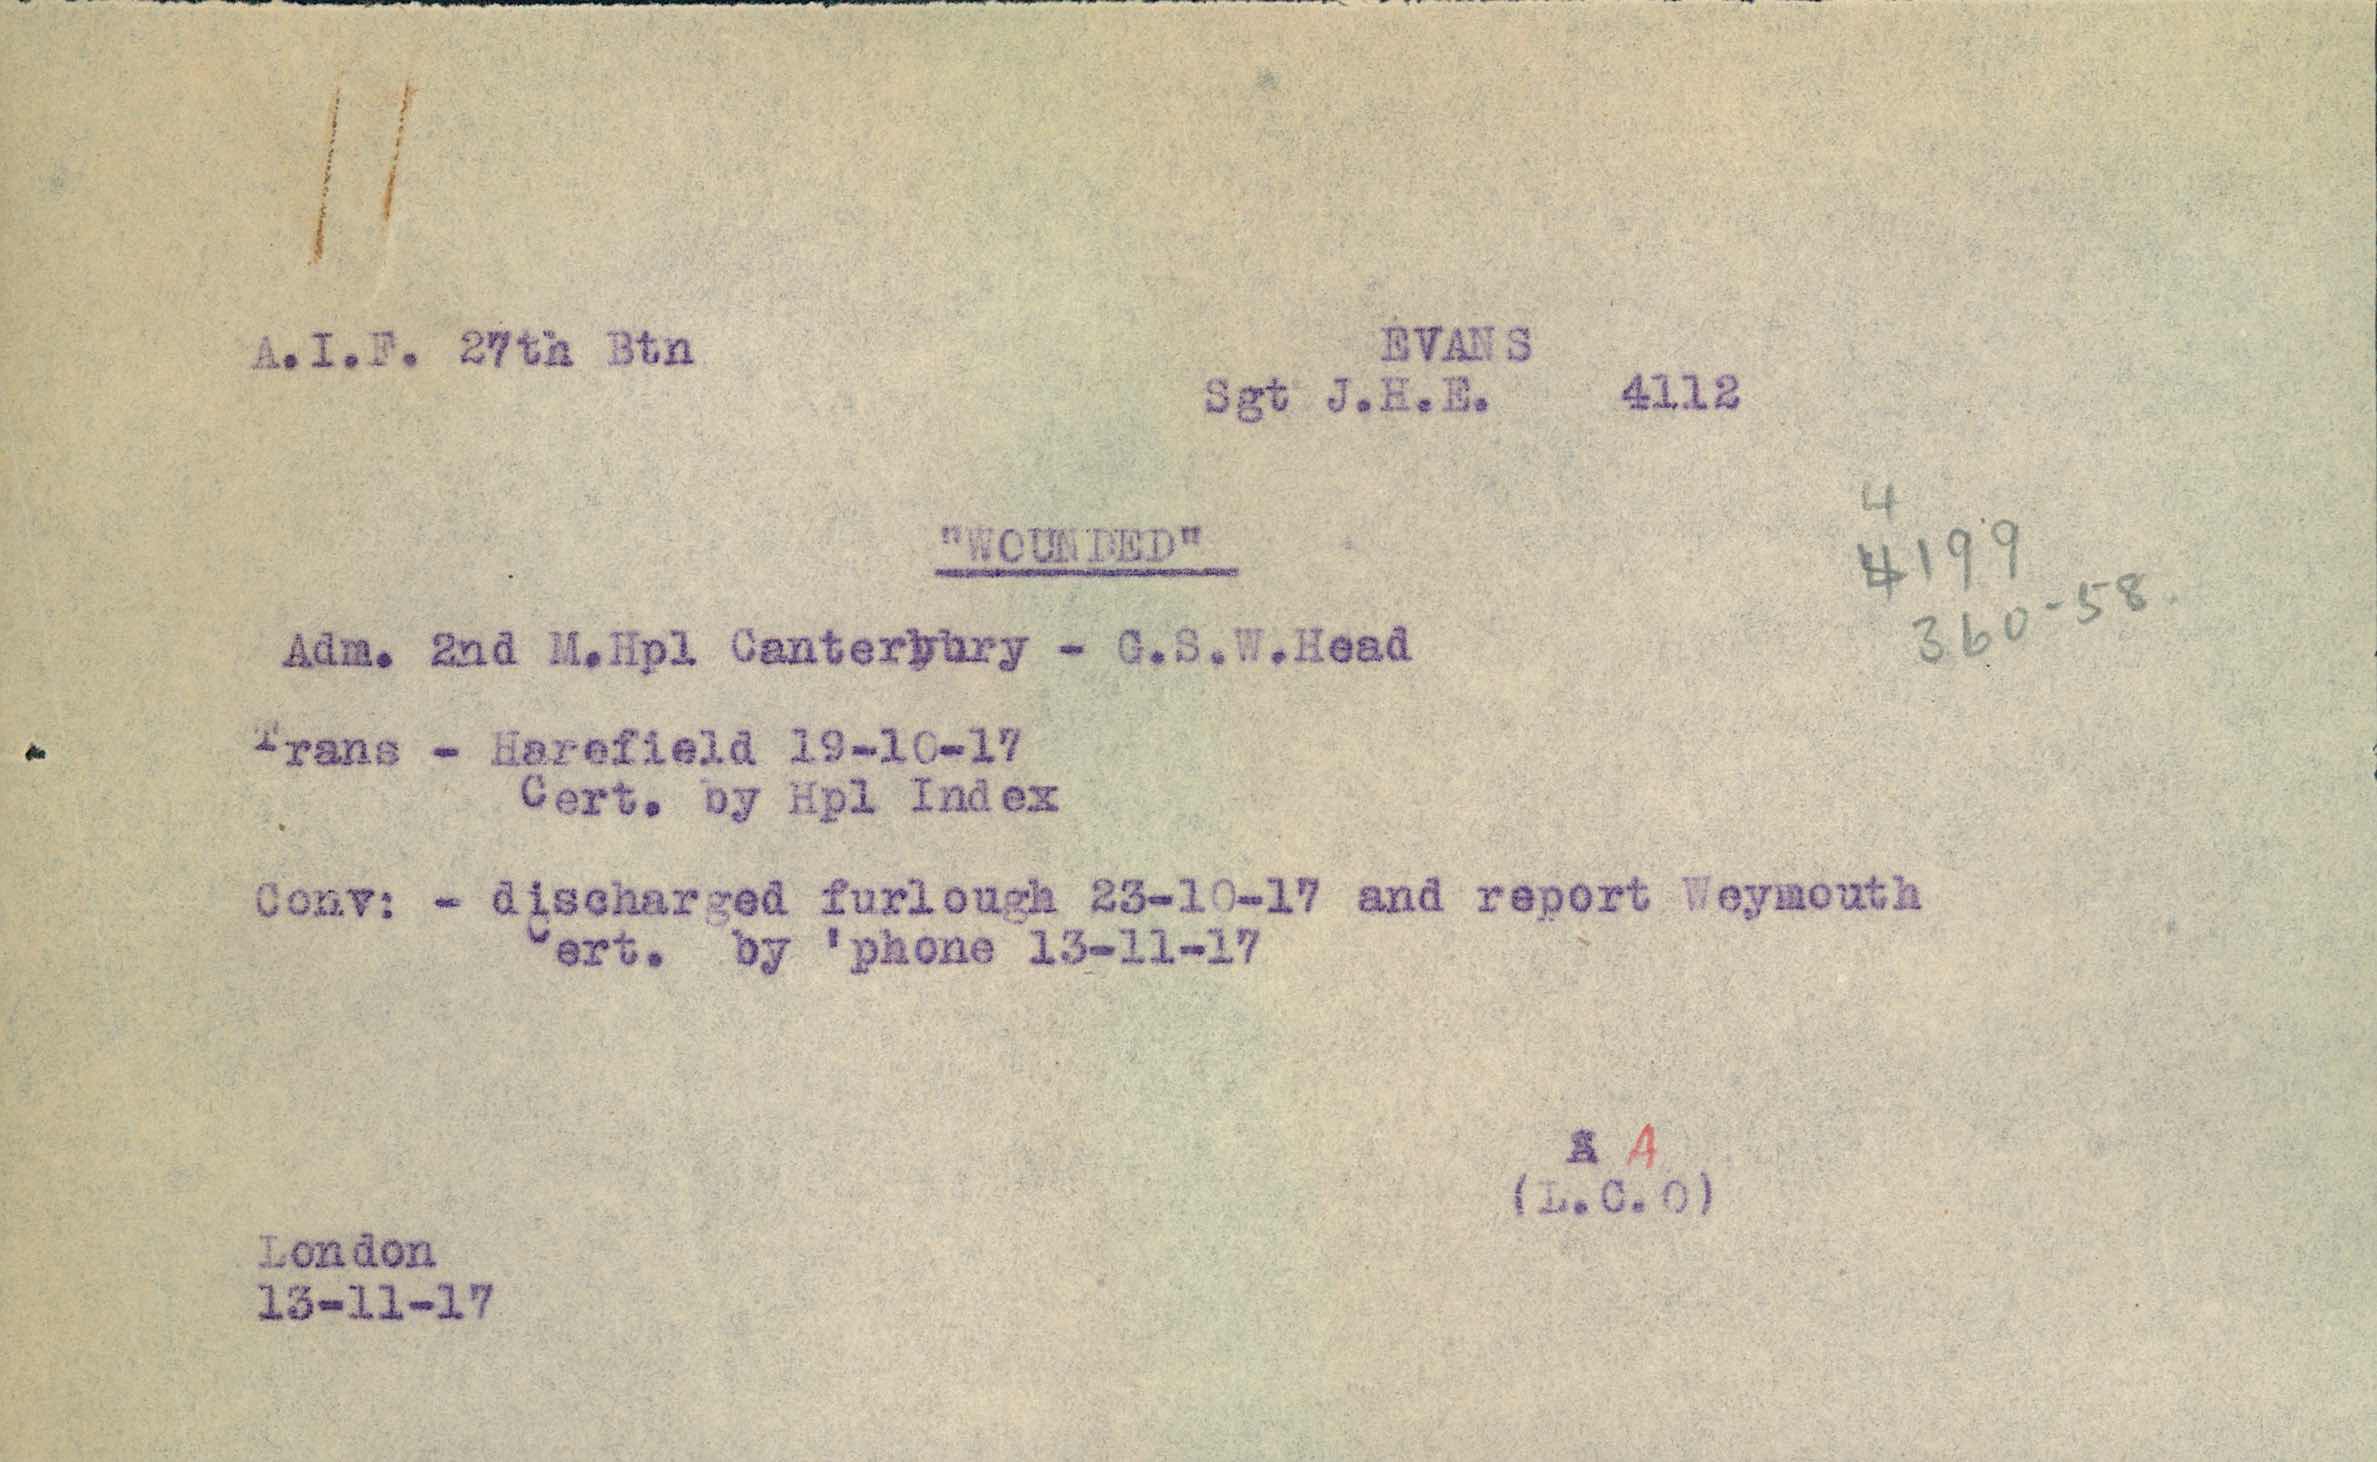 A.I.F. 27th Btn
EVANS
Sgt J.H.E. 4112
"WOUNDED"
4
4199
360-58.
Adm. 2nd M.Hpl Canterbury - G.S.W.Head
Trans - Harefield 19-10-17
Cert. by Hpl Index
Conv: - discharged furlough 23-10-17 and report Weymouth
Cert. by 'phone 13-11-17
A
(L.C.O)
London
13-11-17